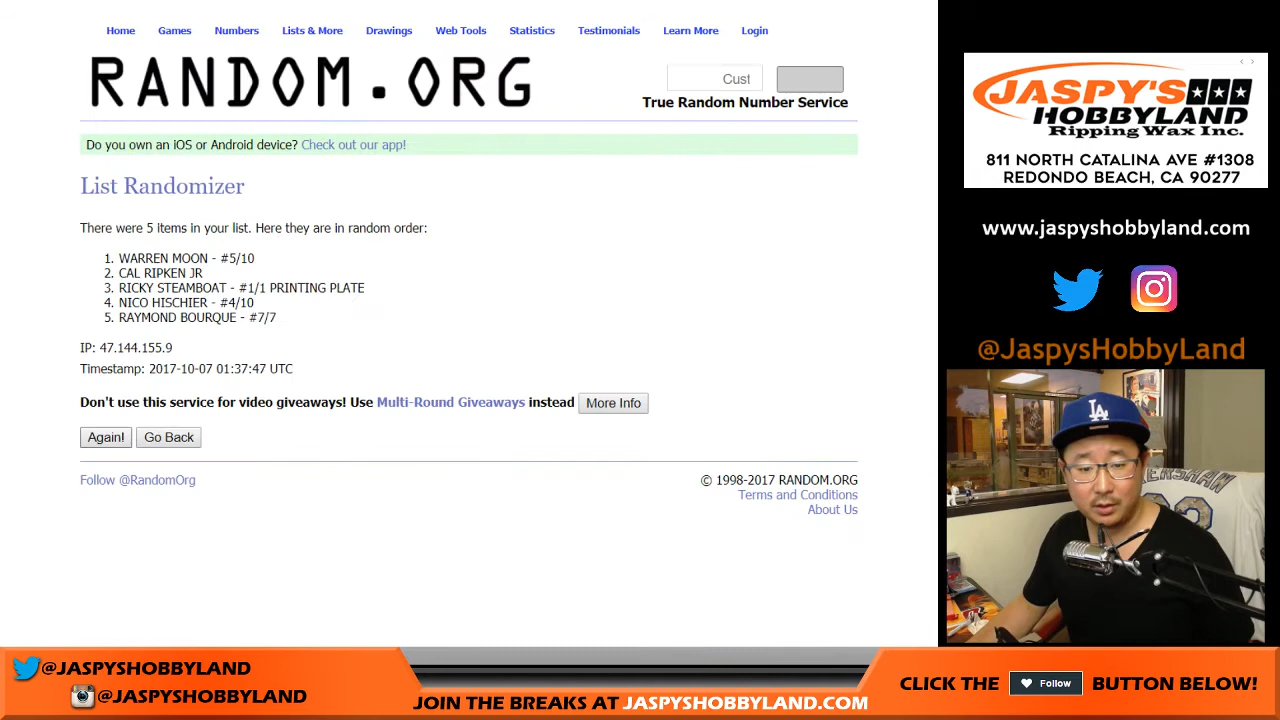 Home Games Numbers Lists & More Drawings Web Tools Statistics Testimonials Learn More Login
RANDOM.ORG
Cust
True Random Number Service
Do you own an iOS or Android device? Check out our app!
List Randomizer
There were 5 items in your list. Here they are in random order:
1. WARREN MOON - #5/10
2. CAL RIPKEN JR
3. RICKY STEAMBOAT - #1/1 PRINTING PLATE
4. NICO HISCHIER - #4/10
5. RAYMOND BOURQUE - #7/7
IP: 47.144.155.9
Timestamp: 2017-10-07 01:37:47 UTC
Don't use this service for video giveaways! Use Multi-Round Giveaways instead More Info
Again! Go Back
Follow @RandomOrg
© 1998-2017 RANDOM.ORG
Terms and Conditions
About Us
JASPY'S
HOBBYLAND
Ripping Wax Inc.
811 NORTH CATALINA AVE #1308
REDONDO BEACH, CA 90277
www.jaspyshobbyland.com
@JaspysHobbyLand
LA
ERSHAW
@JASPYSHOBBYLAND
@JASPYSHOBBYLAND
JOIN THE BREAKS AT JASPYSHOBBYLAND.COM
CLICK THE Follow BUTTON BELOW!